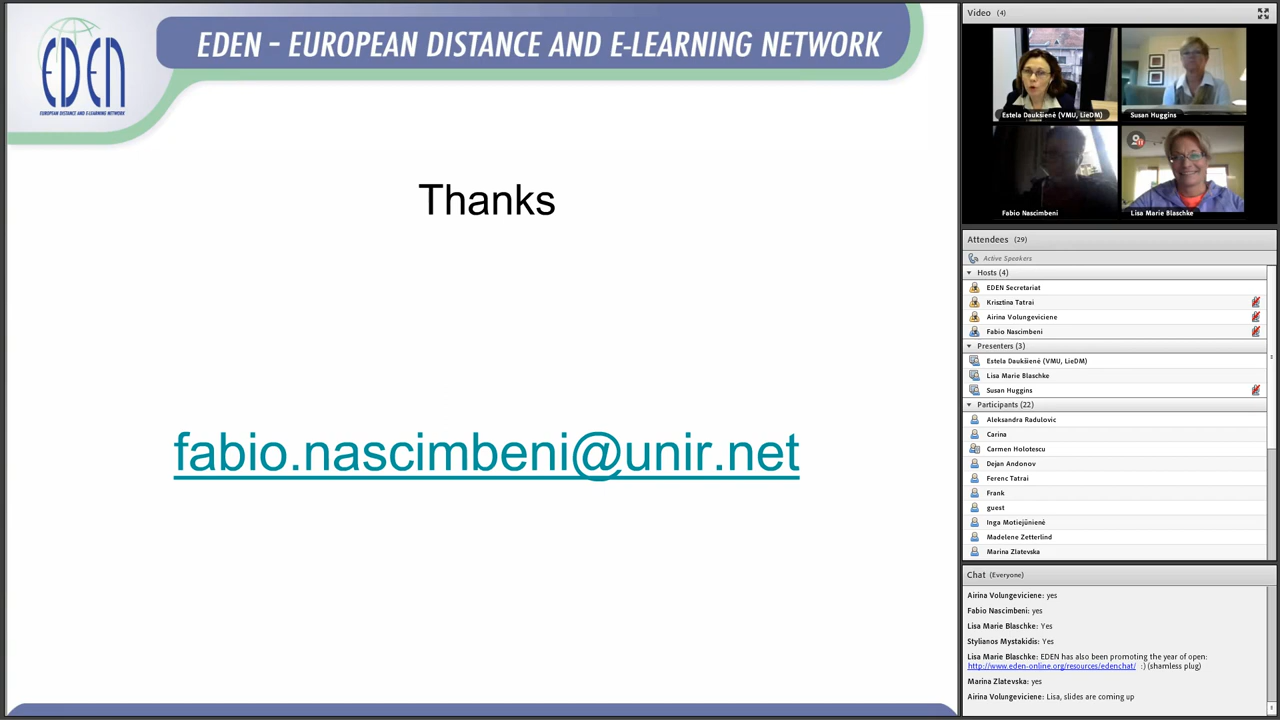 EDEN
EUROPEAN DISTANCE AND E-LEARNING NETWORK
EDEN – EUROPEAN DISTANCE AND E-LEARNING NETWORK
Thanks
fabio.nascimbeni@unir.net
Video (4)
Estela Daukšienė (VMU, LieDM)
Susan Huggins
Fabio Nascimbeni
Lisa Marie Blaschke
Attendees (29)
Active Speakers
Hosts (4)
EDEN Secretariat
Krisztina Tatrai
Airina Volungeviciene
Fabio Nascimbeni
Presenters (3)
Estela Daukšienė (VMU, LieDM)
Lisa Marie Blaschke
Susan Huggins
Participants (22)
Aleksandra Radulovic
Carina
Carmen Holotescu
Dejan Andonov
Ferenc Tatrai
Frank
guest
Inga Motiejūnienė
Madelene Zetterlind
Marina Zlatevska
Chat (Everyone)
Airina Volungeviciene: yes
Fabio Nascimbeni: yes
Lisa Marie Blaschke: Yes
Stylianos Mystakidis: Yes
Lisa Marie Blaschke: EDEN has also been promoting the year of open:
http://www.eden-online.org/resources/edenchat/ :) (shamless plug)
Marina Zlatevska: yes
Airina Volungeviciene: Lisa, slides are coming up